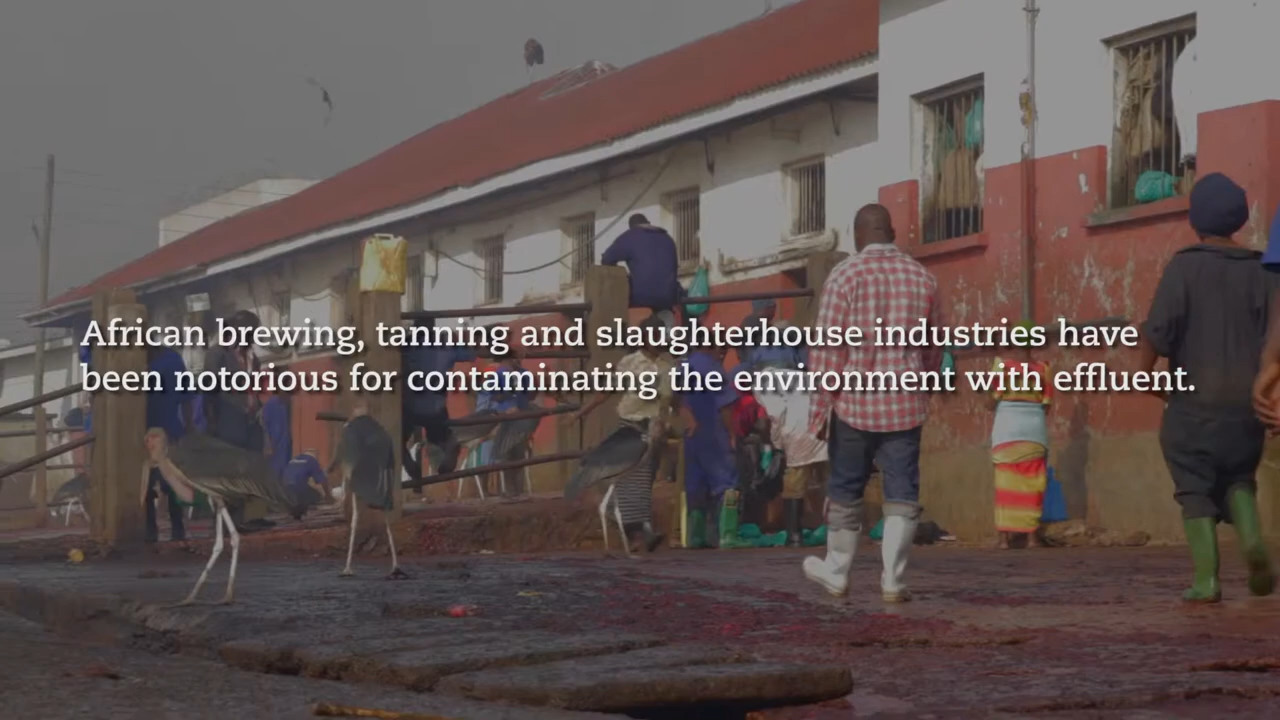 African brewing, tanning and slaughterhouse industries have
been notorious for contaminating the environment with effluent.